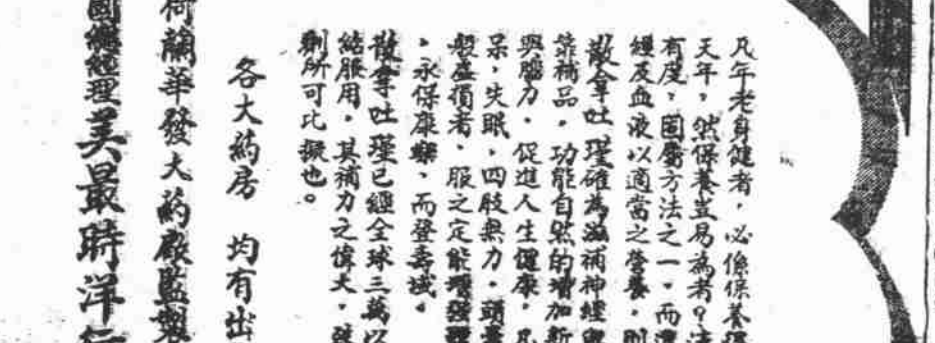 凡年老身健者，必係保養得
天年，然保養豈易為者？
有度，固屬方法之一，而
經及血液以適當之營養，則
散拿吐瑾確為滋補神經
靠補品，功能自然的增加新
與腦力，促進人生健康，凡
呆，失眠，四肢無力，頭
般虛損者，服之定能增強
，永保康樂，而登壽域。
散拿吐瑾已經全球三萬以
結服用，其補力之偉大，
劑所可比擬也。
各大葯房 均有出
荷蘭華發大葯廠監製
國總經理美最時洋行